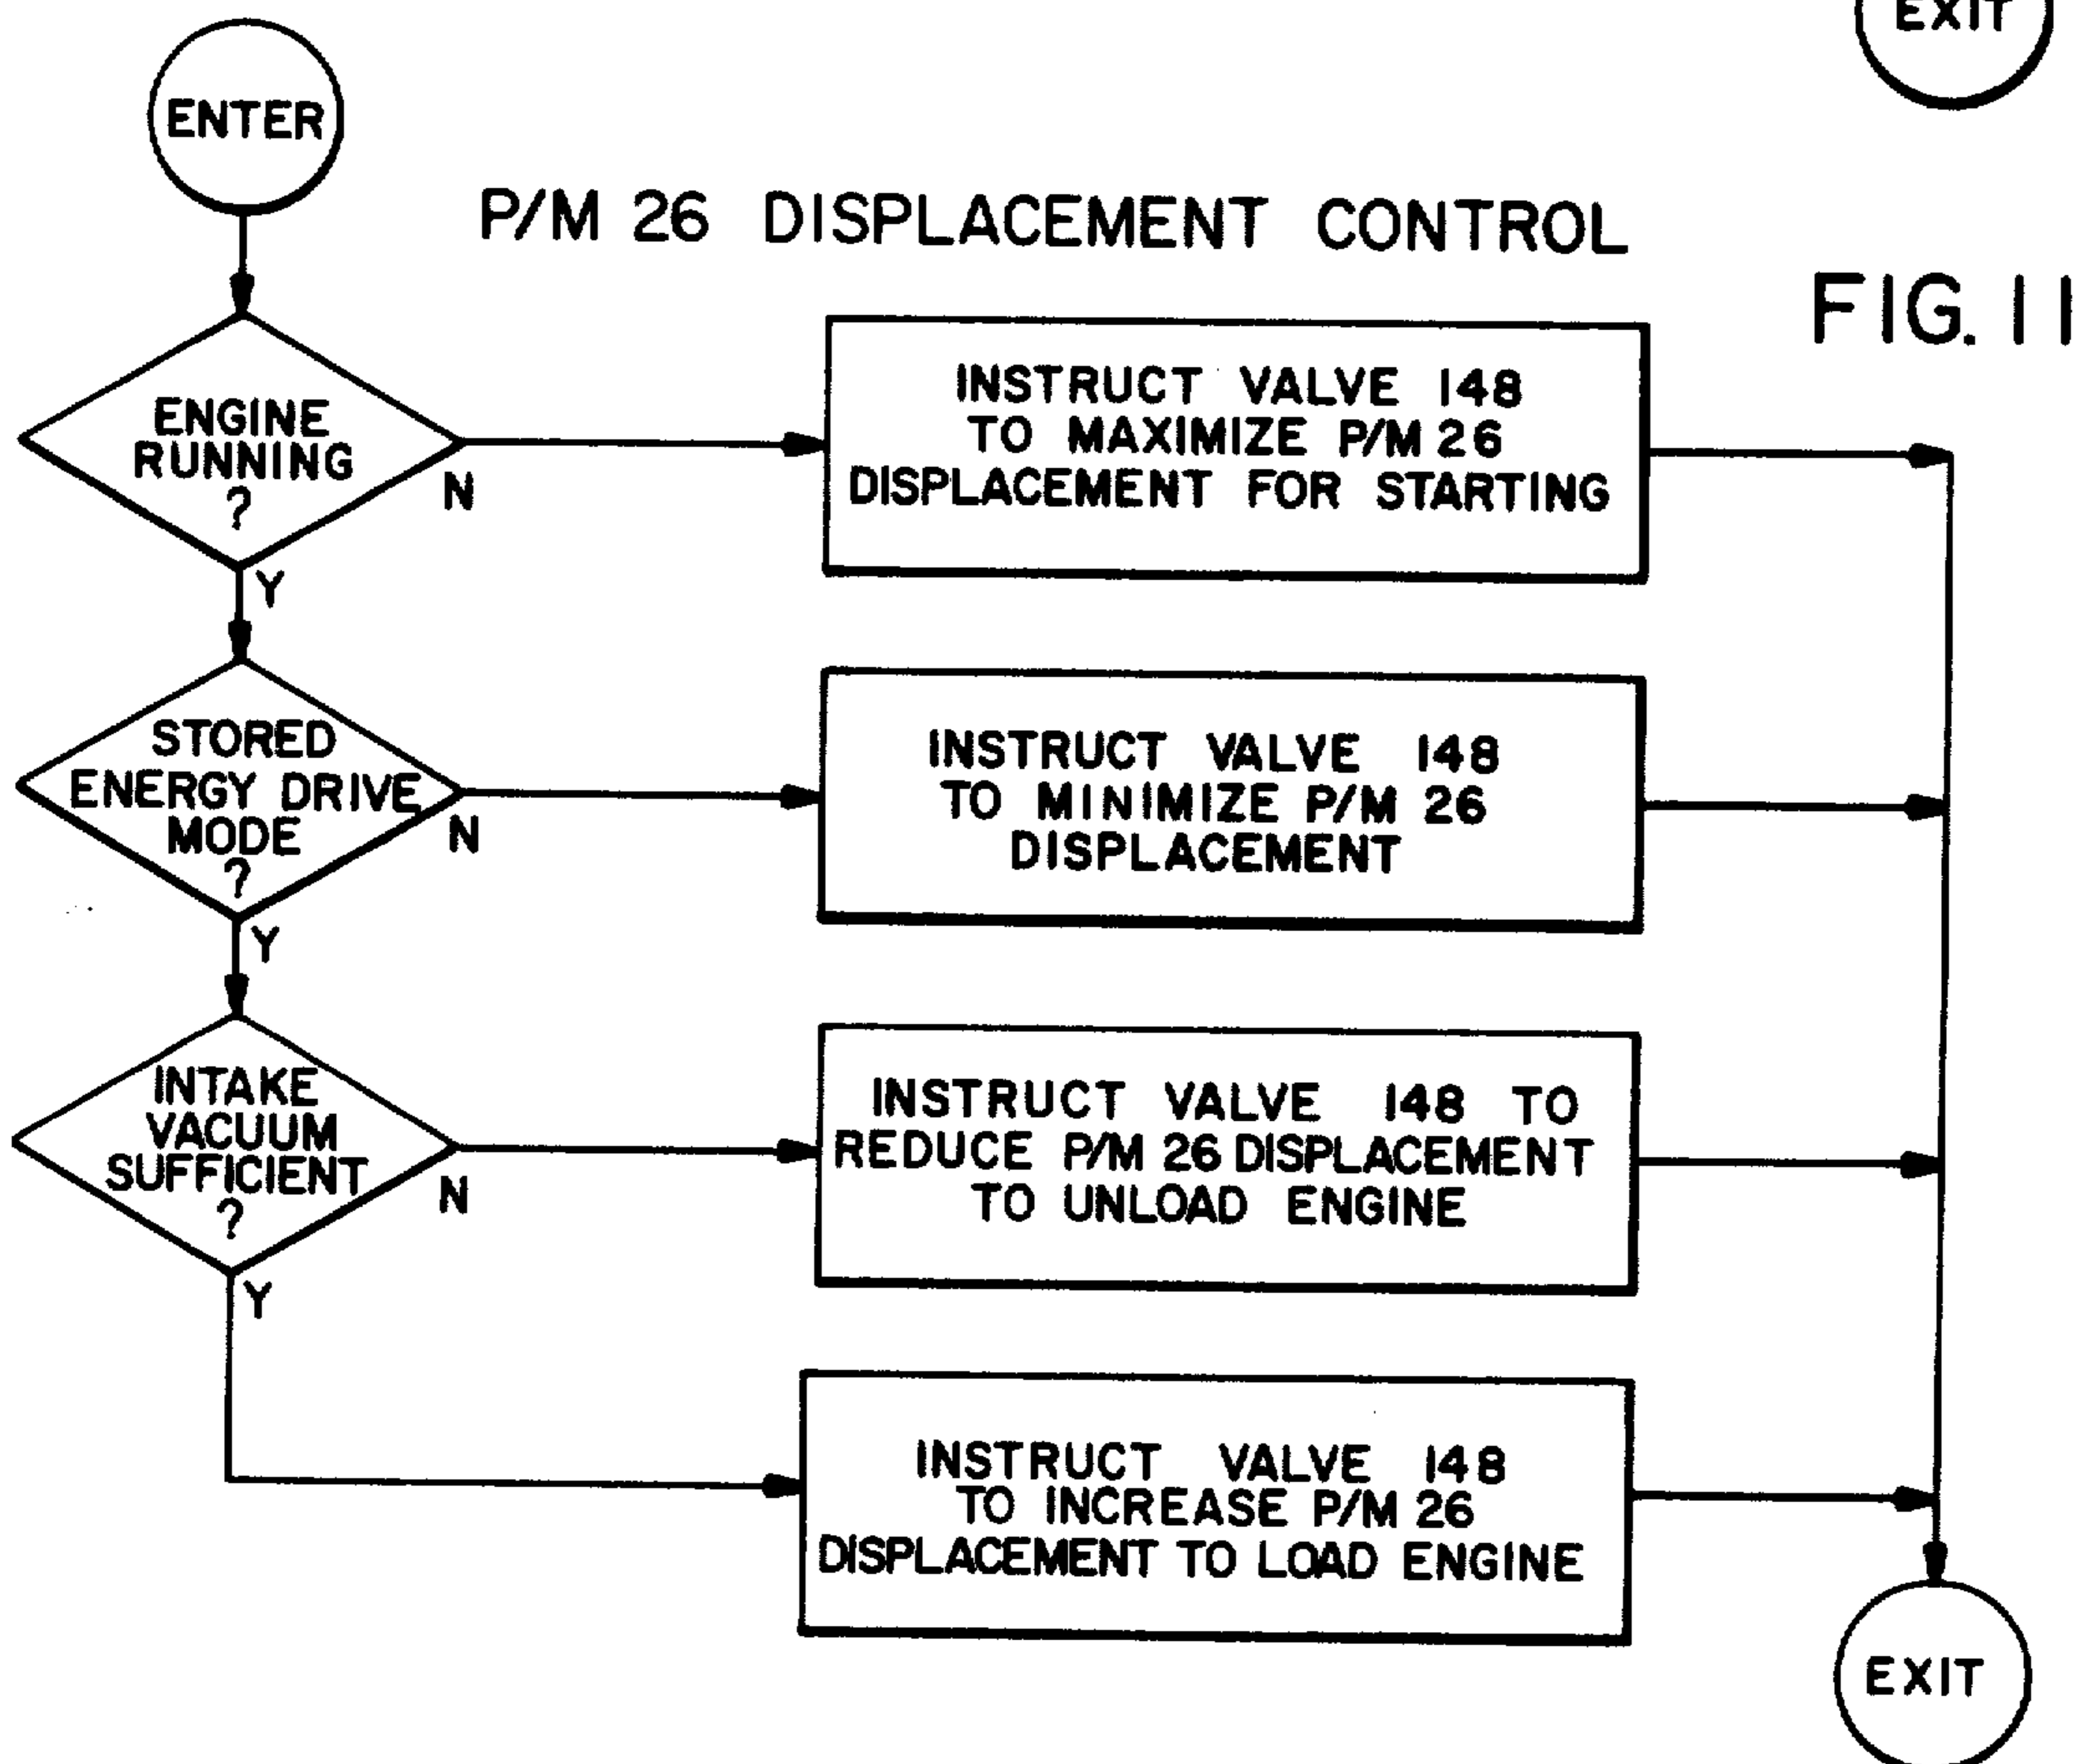 EXIT
ENTER
P/M 26 DISPLACEMENT CONTROL
FIG. 11
ENGINE
RUNNING
?
N
Y
INSTRUCT VALVE 148
TO MAXIMIZE P/M 26
DISPLACEMENT FOR STARTING
STORED
ENERGY DRIVE
MODE
?
N
Y
INSTRUCT VALVE 148
TO MINIMIZE P/M 26
DISPLACEMENT
INTAKE
VACUUM
SUFFICIENT
?
N
Y
INSTRUCT VALVE 148 TO
REDUCE P/M 26 DISPLACEMENT
TO UNLOAD ENGINE
INSTRUCT VALVE 148
TO INCREASE P/M 26
DISPLACEMENT TO LOAD ENGINE
EXIT